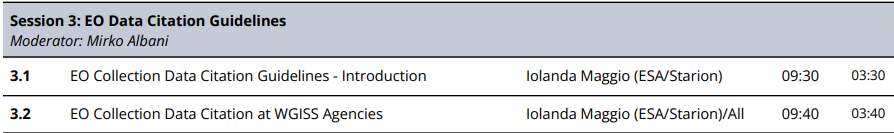 Session 3: EO Data Citation Guidelines
Moderator: Mirko Albani
3.1 EO Collection Data Citation Guidelines - Introduction Iolanda Maggio (ESA/Starion) 09:30 03:30
3.2 EO Collection Data Citation at WGISS Agencies Iolanda Maggio (ESA/Starion)/All 09:40 03:40